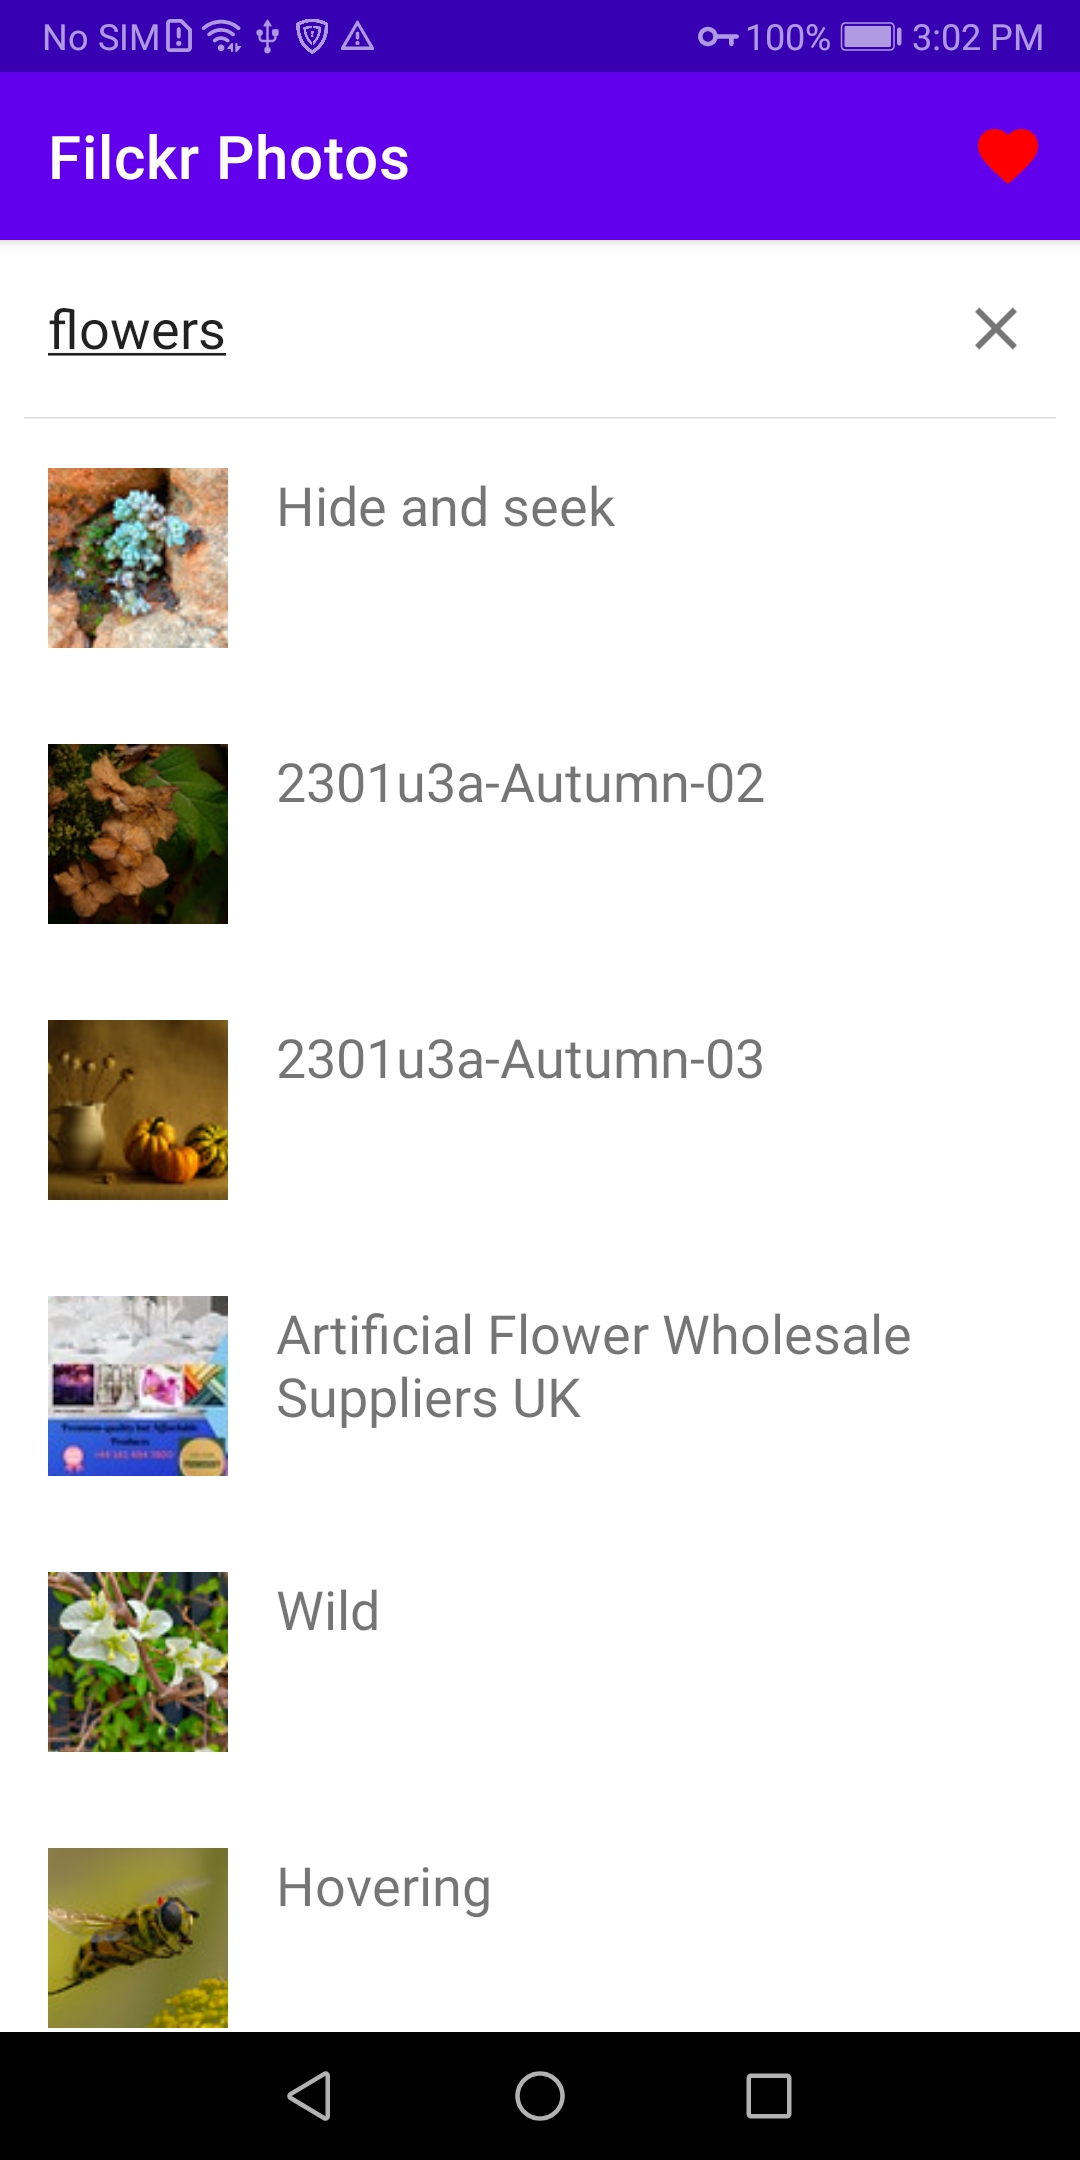 No SIM 100% 3:02 PM
Filckr Photos
flowers
Hide and seek
2301u3a-Autumn-02
2301u3a-Autumn-03
Artificial Flower Wholesale
Suppliers UK
Wild
Hovering